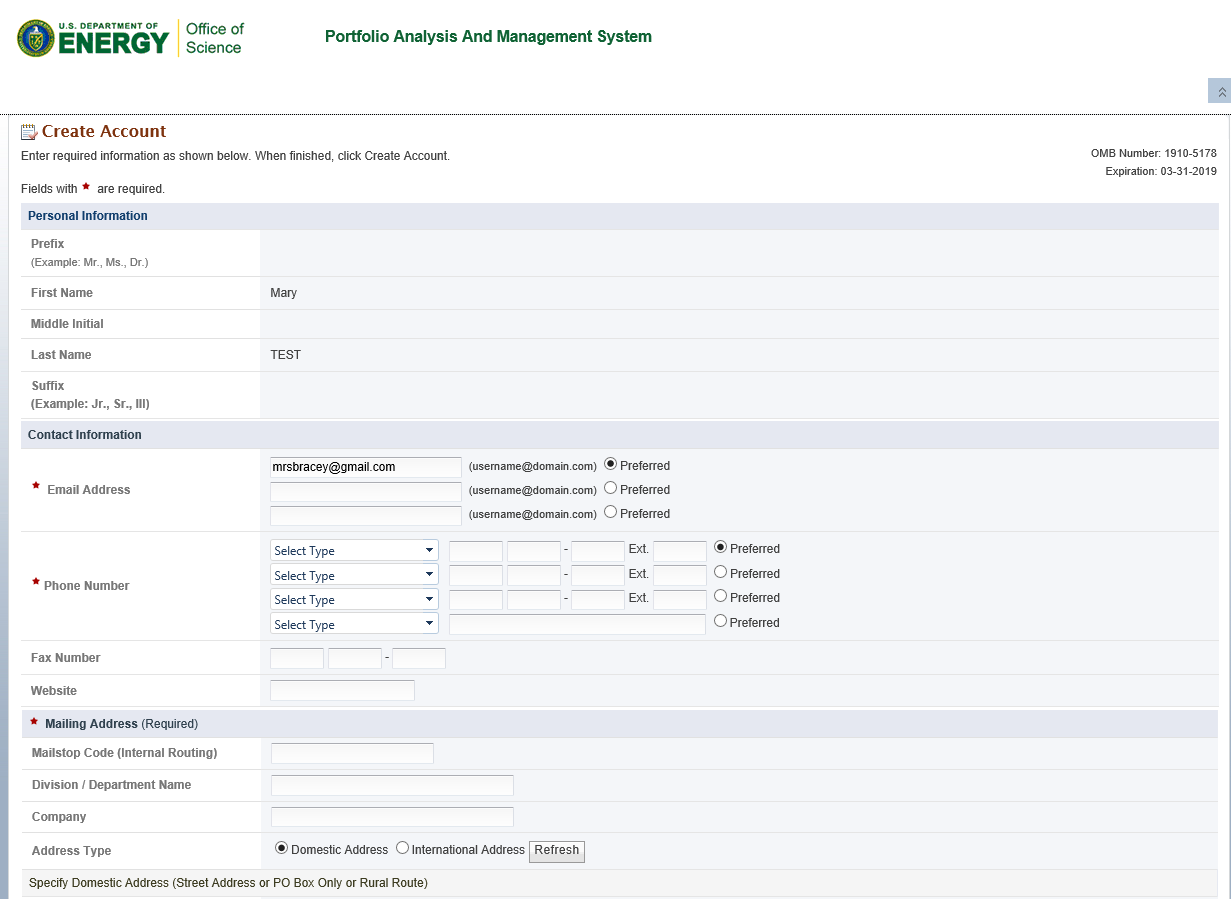 U.S. DEPARTMENT OF
ENERGY
Office of
Science
Portfolio Analysis And Management System
Create Account
Enter required information as shown below. When finished, click Create Account.
OMB Number: 1910-5178
Expiration: 03-31-2019
Fields with * are required.
Personal Information
Prefix
(Example: Mr., Ms., Dr.)
First Name Mary
Middle Initial
Last Name TEST
Suffix
(Example: Jr., Sr., III)
Contact Information
* Email Address
mrsbracey@gmail.com (username@domain.com) Preferred
(username@domain.com) Preferred
(username@domain.com) Preferred
* Phone Number
Select Type - Ext. Preferred
Select Type - Ext. Preferred
Select Type - Ext. Preferred
Select Type Preferred
Fax Number -
Website
* Mailing Address (Required)
Mailstop Code (Internal Routing)
Division / Department Name
Company
Address Type Domestic Address International Address Refresh
Specify Domestic Address (Street Address or PO Box Only or Rural Route)